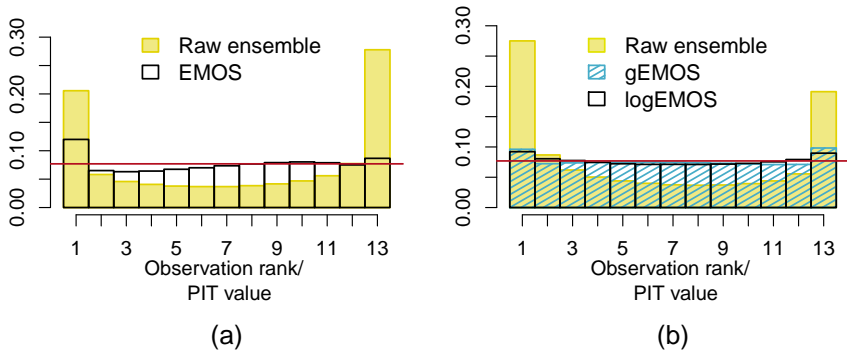 0.00 0.10 0.20 0.30
Raw ensemble
EMOS
1 3 5 7 9 11 13
Observation rank/
PIT value
(a)
0.00 0.10 0.20 0.30
Raw ensemble
gEMOS
logEMOS
1 3 5 7 9 11 13
Observation rank/
PIT value
(b)